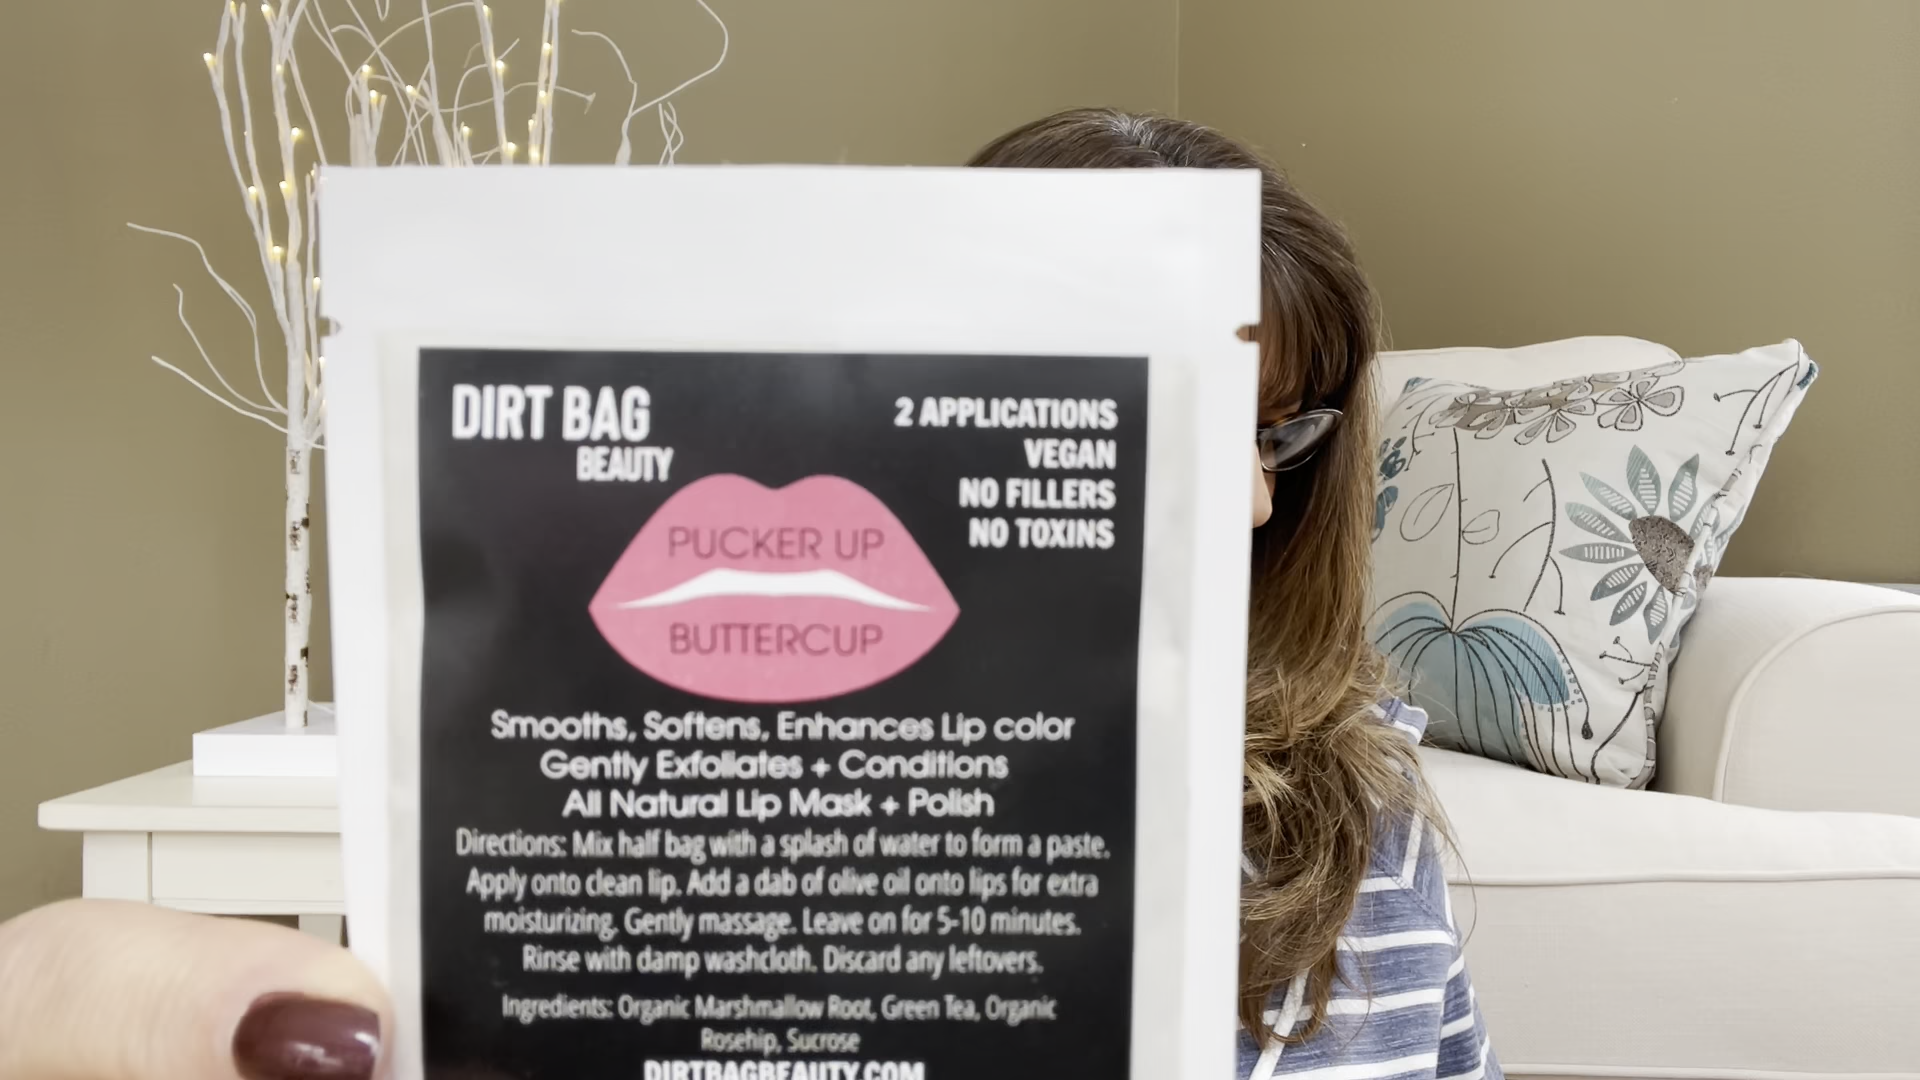 DIRT BAG
BEAUTY
2 APPLICATIONS
VEGAN
NO FILLERS
NO TOXINS
PUCKER UP
BUTTERCUP
Smooths, Softens, Enhances Lip color
Gently Exfoliates + Conditions
All Natural Lip Mask + Polish
Directions: Mix half bag with a splash of water to form a paste.
Apply onto clean lip. Add a dab of olive oil onto lips for extra
moisturizing. Gently massage. Leave on for 5-10 minutes.
Rinse with damp washcloth. Discard any leftovers.
Ingredients: Organic Marshmallow Root, Green Tea, Organic
Rosehip, Sucrose
DIRTBAGBEAUTY.COM